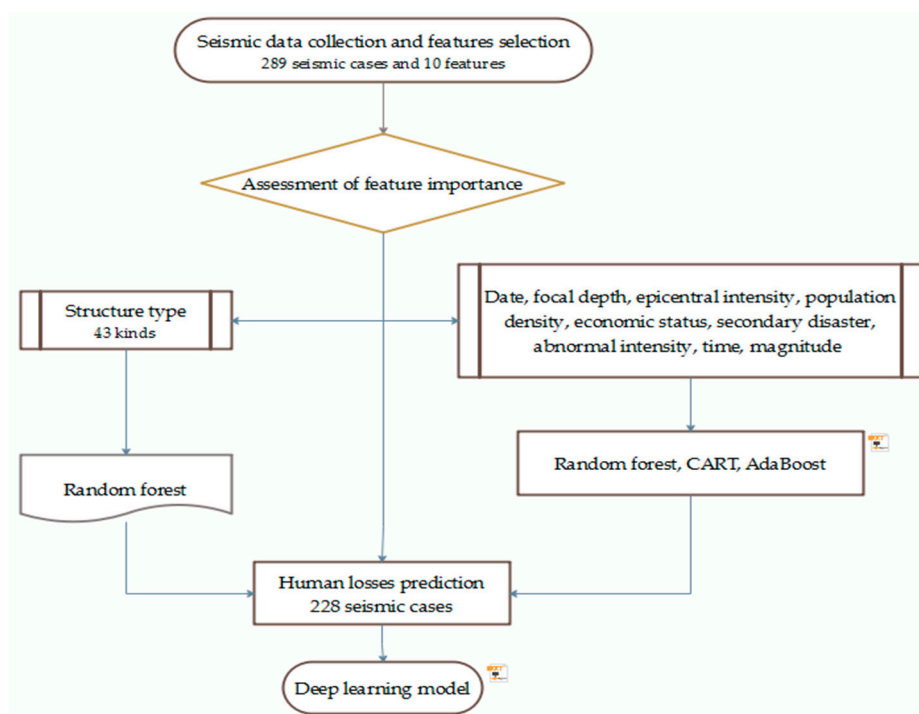 Seismic data collection and features selection
289 seismic cases and 10 features
Assessment of feature importance
Structure type
43 kinds
Date, focal depth, epicentral intensity, population
density, economic status, secondary disaster,
abnormal intensity, time, magnitude
Random forest
Random forest, CART, AdaBoost
Human losses prediction
228 seismic cases
Deep learning model